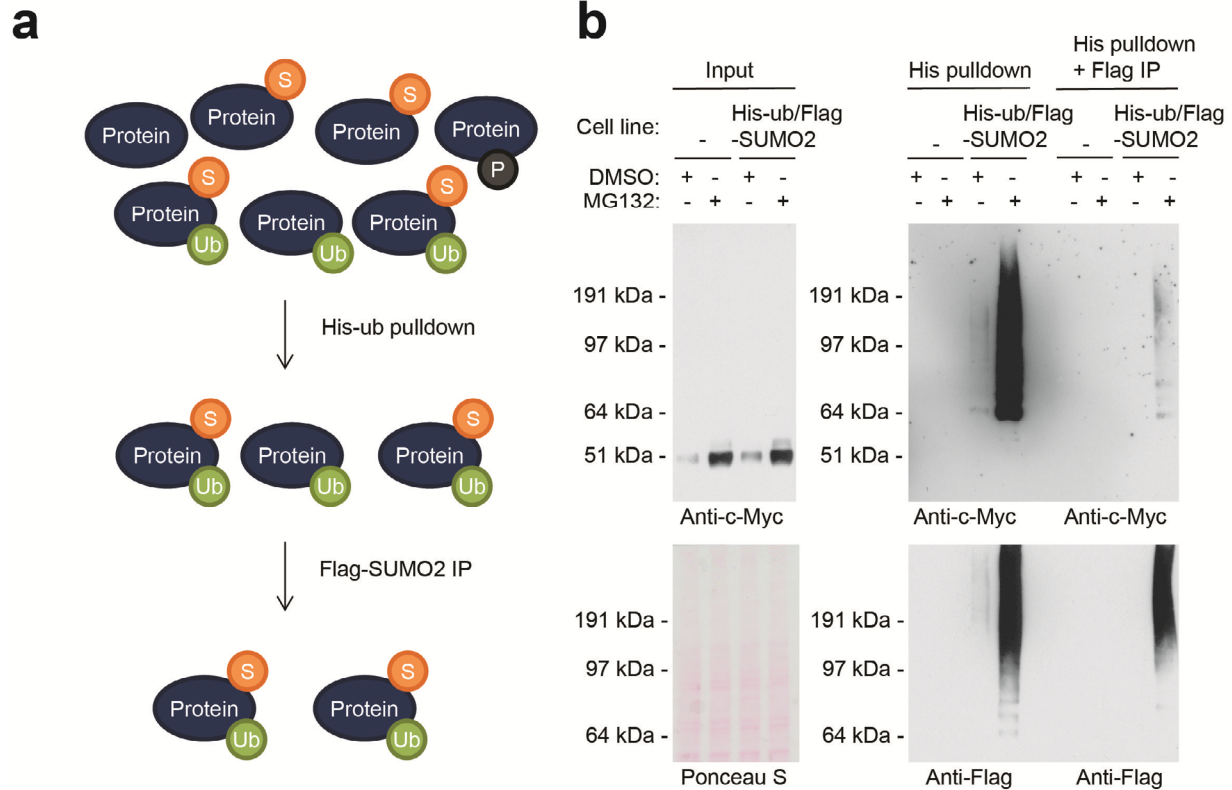 a
S
S
Protein
Protein
Protein
Protein
P
S
S
Protein
Protein
Protein
Ub
Ub
Ub
His-ub pulldown
S
S
Protein
Protein
Protein
Ub
Ub
Ub
Flag-SUMO2 IP
S
S
Protein
Protein
Ub
Ub
b
Input
His pulldown
His pulldown
+ Flag IP
Cell line:
-
His-ub/Flag
-SUMO2
-
His-ub/Flag
-SUMO2
-
His-ub/Flag
-SUMO2
DMSO: + - + - + - + - + - + -
MG132: - + - + - + - + - + - +
191 kDa -
97 kDa -
64 kDa -
51 kDa -
Anti-c-Myc
191 kDa -
97 kDa -
64 kDa -
51 kDa -
Anti-c-Myc
Anti-c-Myc
Ponceau S
191 kDa -
97 kDa -
64 kDa -
191 kDa -
97 kDa -
64 kDa -
Anti-Flag
Anti-Flag